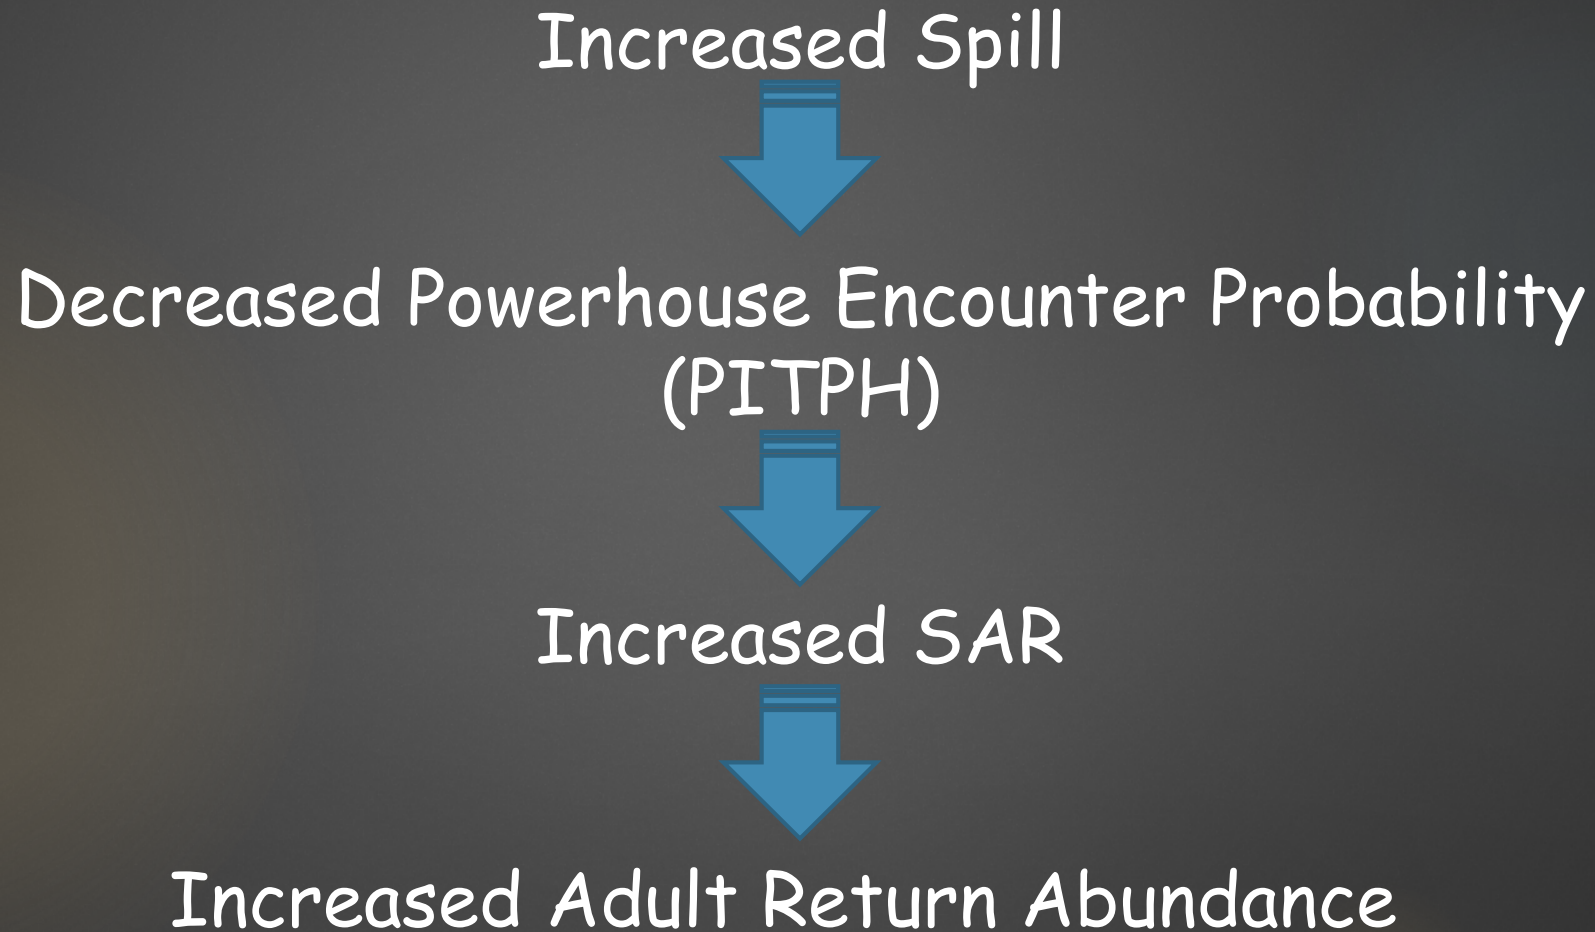 Increased Spill
Decreased Powerhouse Encounter Probability
(PITPH)
Increased SAR
Increased Adult Return Abundance